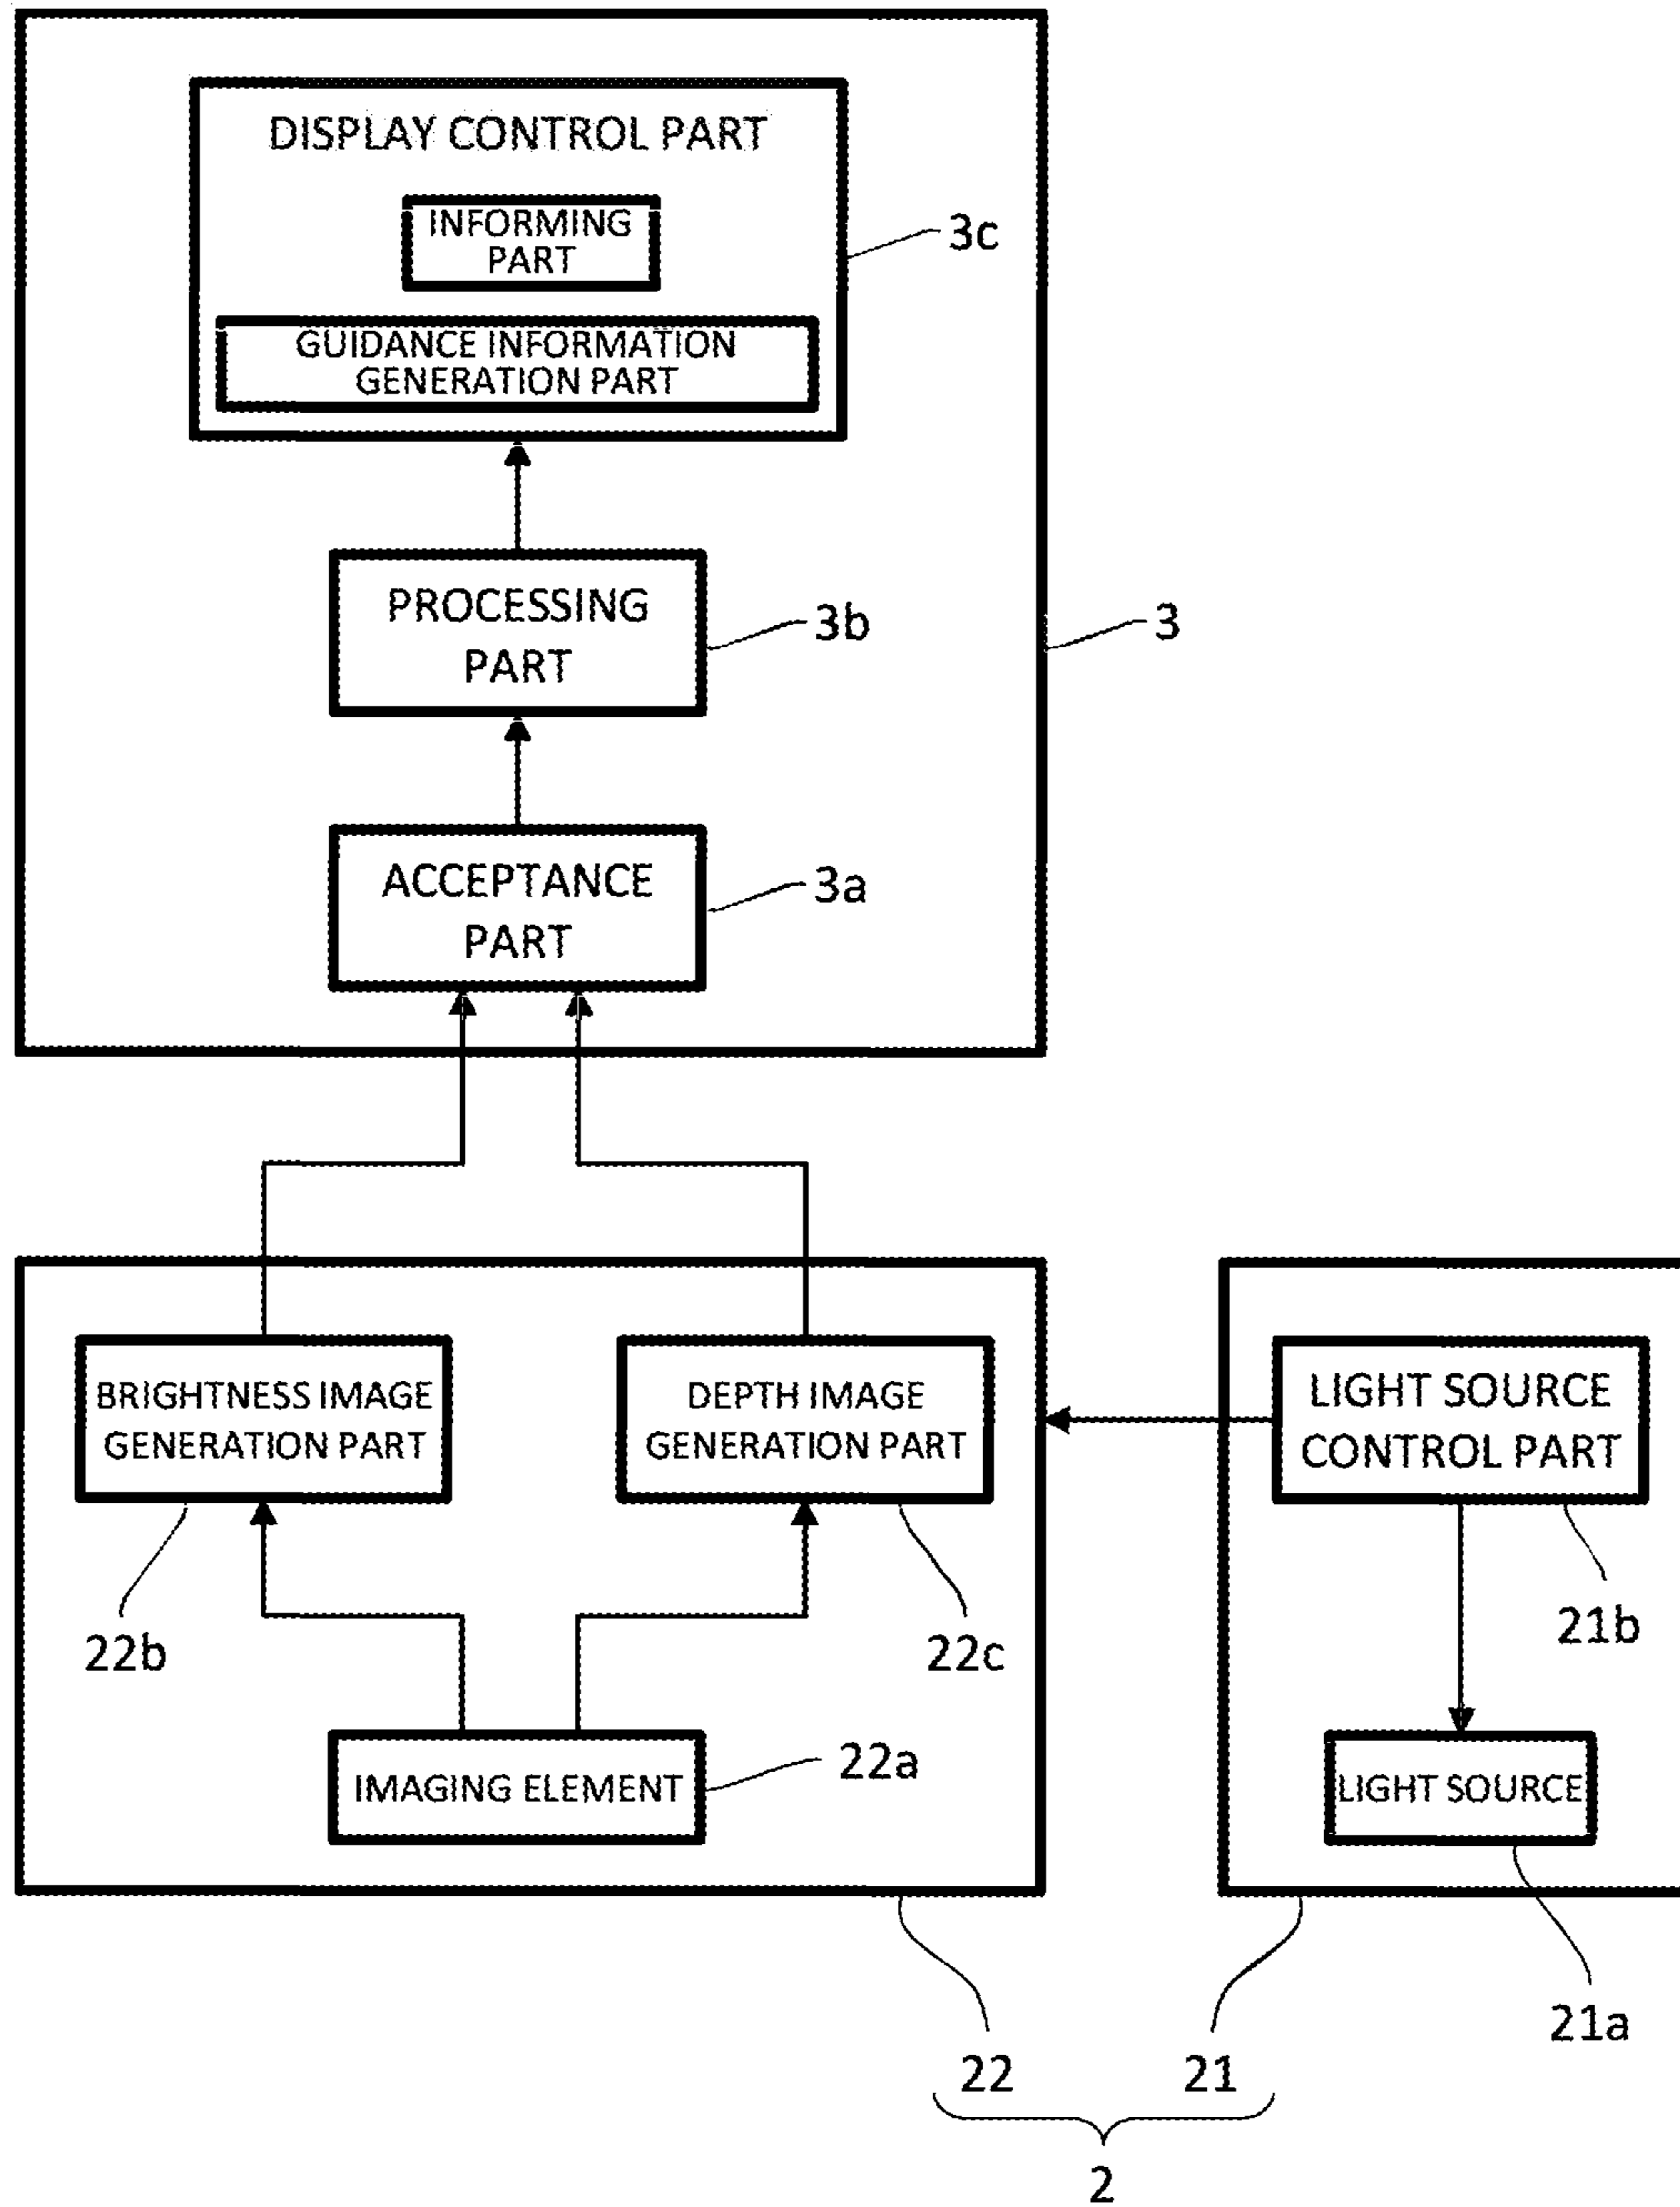 DISPLAY CONTROL PART
INFORMING
PART
3c
GUIDANCE INFORMATION
GENERATION PART
PROCESSING
PART
3b
3
ACCEPTANCE
PART
3a
BRIGHTNESS IMAGE
GENERATION PART
DEPTH IMAGE
GENERATION PART
LIGHT SOURCE
CONTROL PART
22b
22c
21b
IMAGING ELEMENT
22a
LIGHT SOURCE
21a
22
21
2